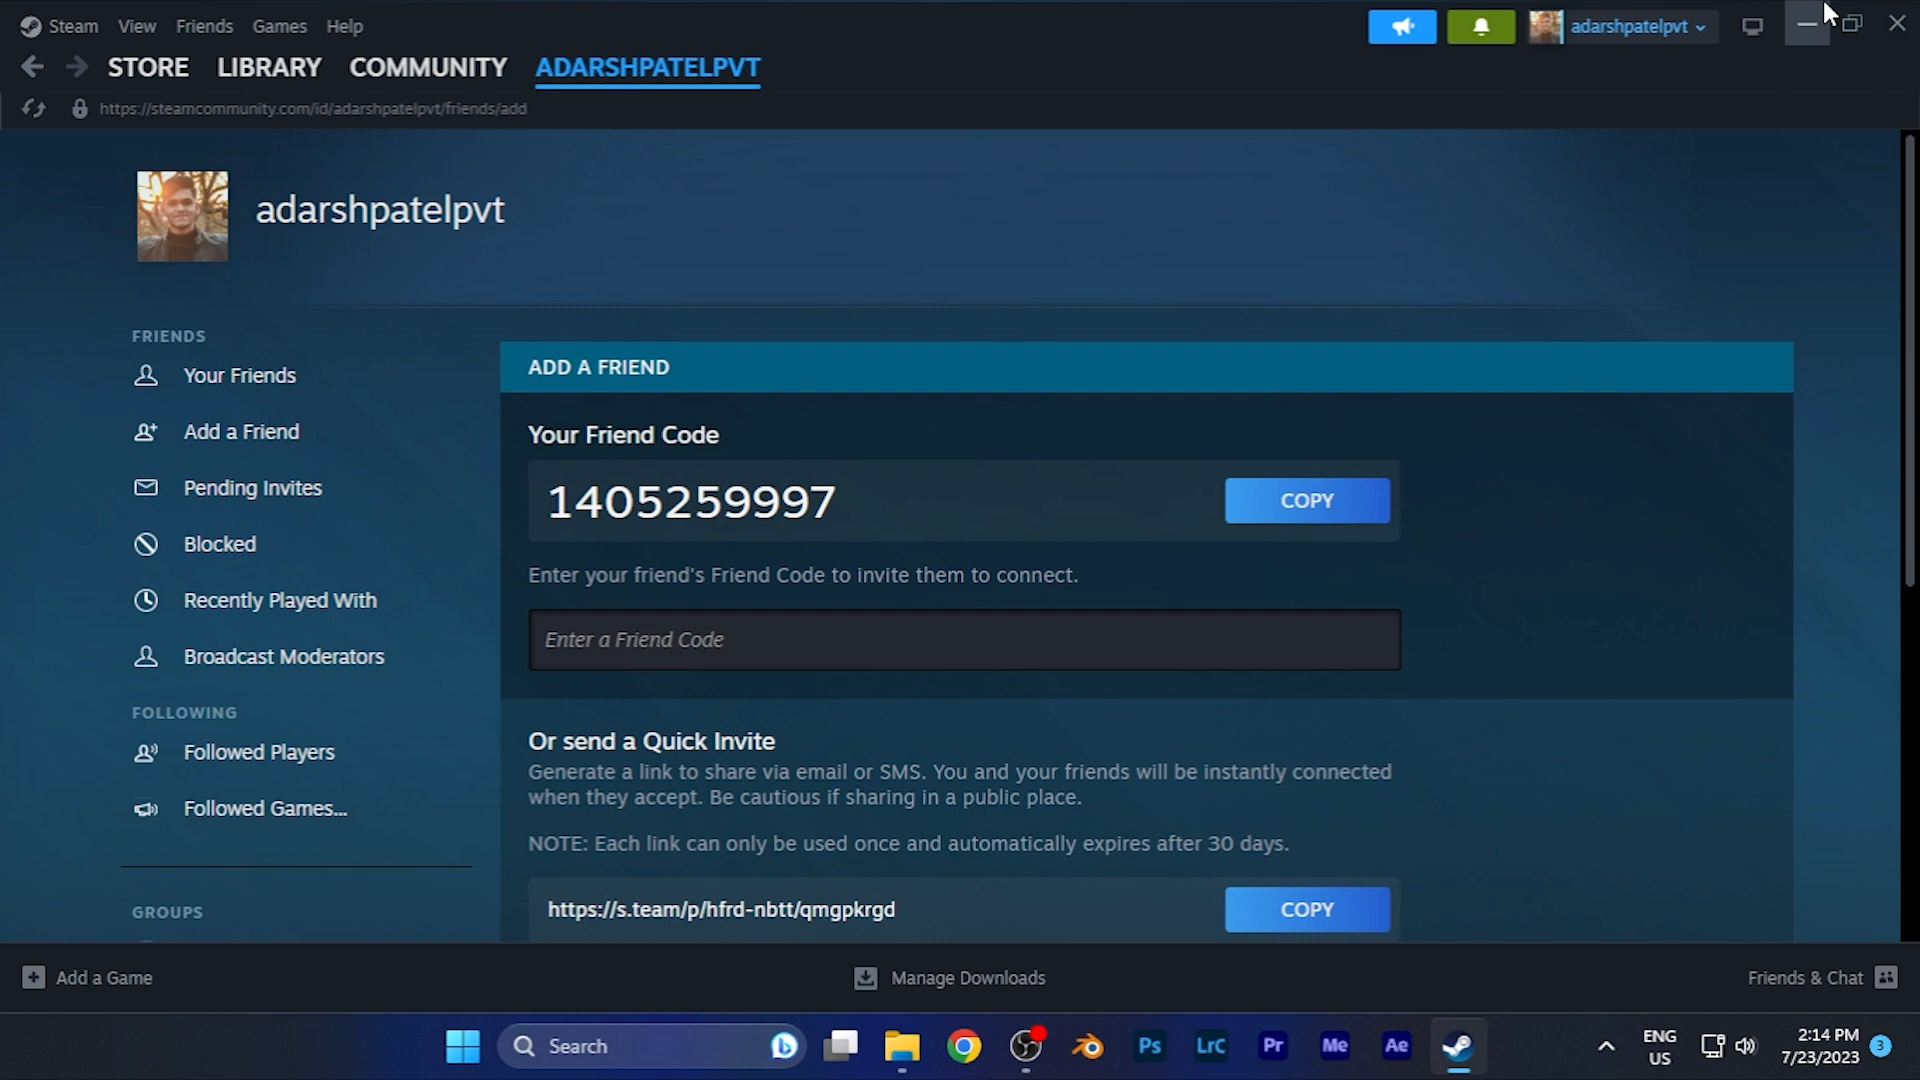 Steam View Friends Games Help
adarshpatelpvt
STORE LIBRARY COMMUNITY ADARSHPATELPVT
https://steamcommunity.com/id/adarshpatelpvt/friends/add
adarshpatelpvt
FRIENDS
Your Friends
Add a Friend
Pending Invites
Blocked
Recently Played With
Broadcast Moderators
FOLLOWING
Followed Players
Followed Games...
GROUPS
ADD A FRIEND
Your Friend Code
1405259997 COPY
Enter your friend's Friend Code to invite them to connect.
Enter a Friend Code
Or send a Quick Invite
Generate a link to share via email or SMS. You and your friends will be instantly connected
when they accept. Be cautious if sharing in a public place.
NOTE: Each link can only be used once and automatically expires after 30 days.
https://s.team/p/hfrd-nbtt/qmgpkrgd COPY
Add a Game Manage Downloads Friends & Chat
Search Ps LrC Pr Me Ae ENG 2:14 PM 3
US 7/23/2023